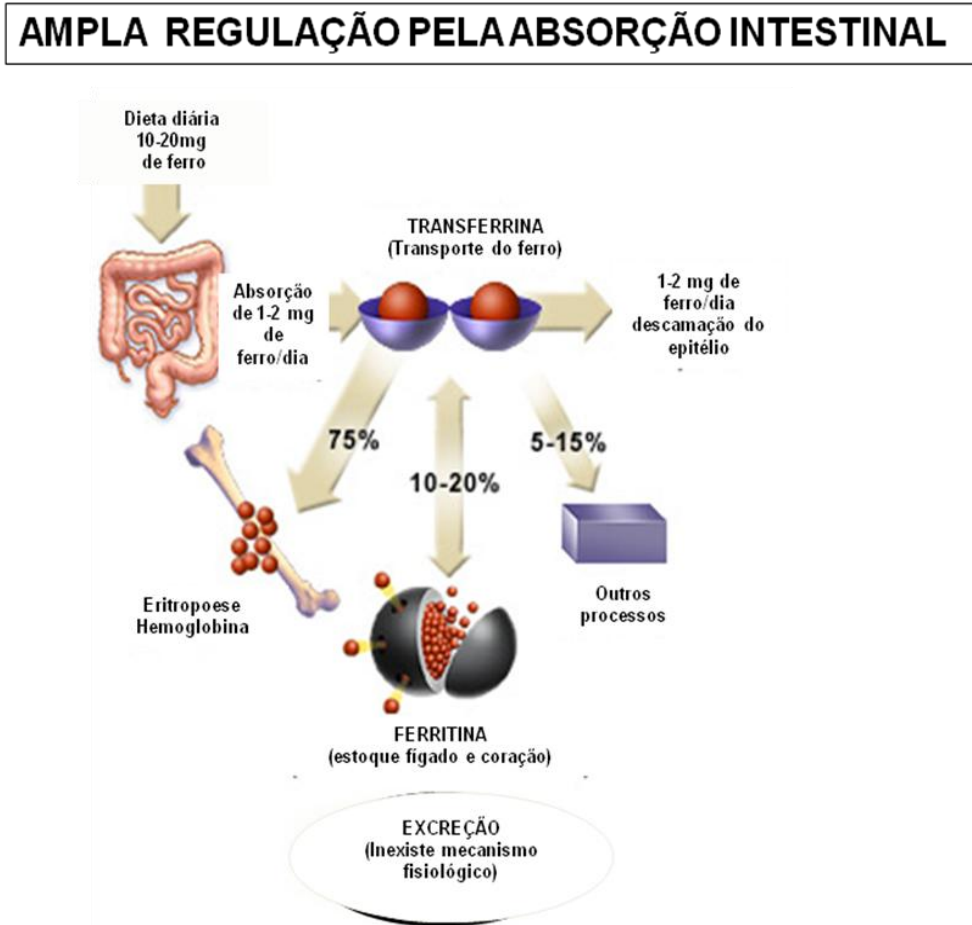 AMPLA REGULAÇÃO PELA ABSORÇÃO INTESTINAL
Dieta diária
10-20mg
de ferro
TRANSFERRINA
(Transporte do ferro)
Absorção
de 1-2 mg
de
ferro/dia
1-2 mg de
ferro/dia
descamação do
epitélio
75%
10-20%
5-15%
Eritropoese
Hemoglobina
Outros
processos
FERRITINA
(estoque fígado e coração)
EXCREÇÃO
(Inexiste mecanismo
fisiológico)